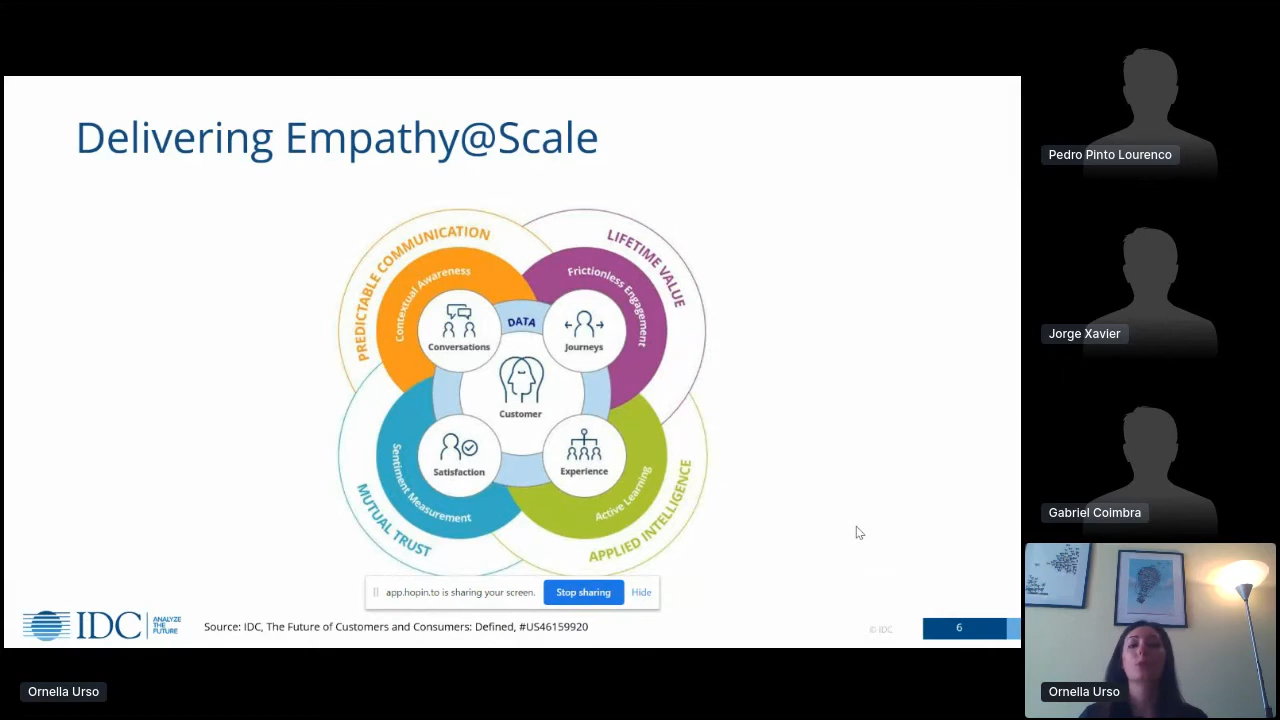 Delivering Empathy@Scale
PREDICTABLE COMMUNICATION
Contextual Awareness
Conversations
LIFETIME VALUE
Frictionless Engagement
Journeys
DATA
Customer
MUTUAL TRUST
Sentiment Measurement
Satisfaction
APPLIED INTELLIGENCE
Active Learning
Experience
app.hopin.to is sharing your screen.
Stop sharing
Hide
IDC
ANALYZE
THE
FUTURE
Source: IDC, The Future of Customers and Consumers: Defined, #US46159920
© IDC
6
Pedro Pinto Lourenco
Jorge Xavier
Gabriel Coimbra
Ornella Urso
Ornella Urso